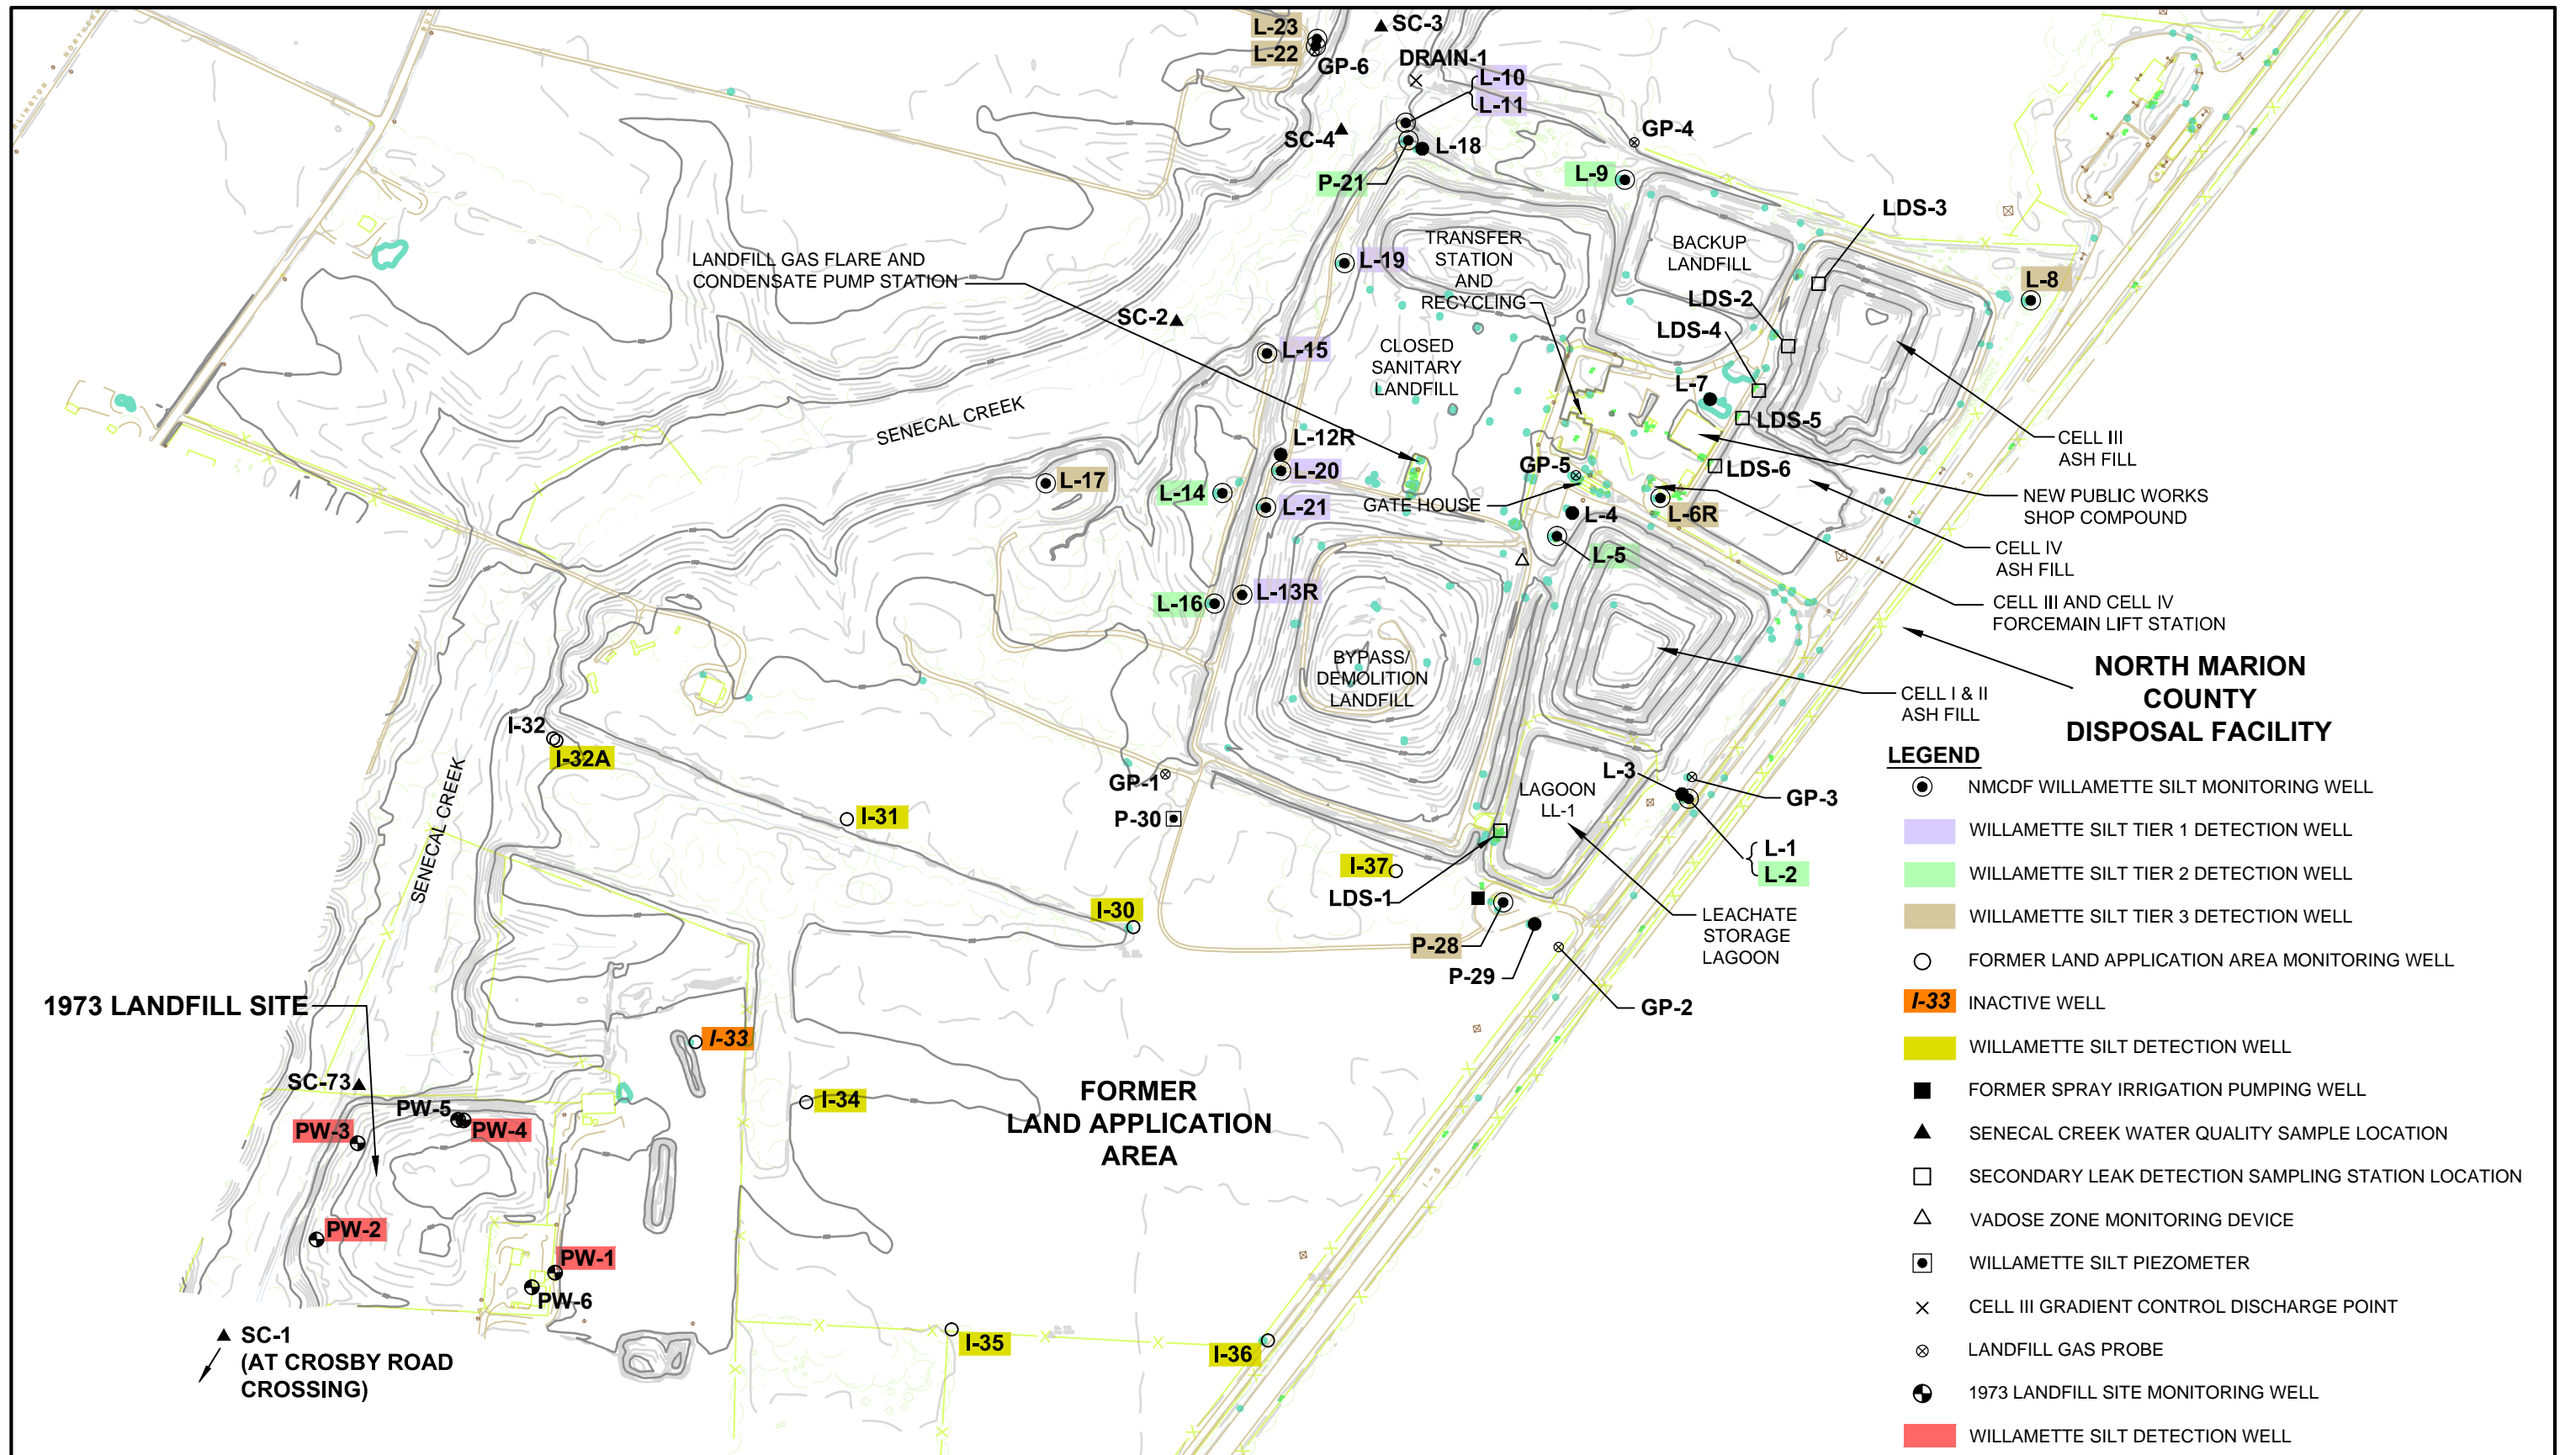 L-23
L-22
GP-6
SC-3
DRAIN-1
L-10
L-11
SC-4
L-18
P-21
GP-4
L-9
LDS-3
TRANSFER
STATION
AND
RECYCLING
BACKUP
LANDFILL
L-19
LANDFILL GAS FLARE AND
CONDENSATE PUMP STATION
L-8
LDS-2
LDS-4
SC-2
L-15
CLOSED
SANITARY
LANDFILL
L-7
LDS-5
SENECAL CREEK
L-12R
L-20
LDS-6
CELL III
ASH FILL
L-17
L-14
L-21
GP-5
GATE HOUSE
L-4
L-6R
NEW PUBLIC WORKS
SHOP COMPOUND
L-5
CELL IV
ASH FILL
L-16
L-13R
CELL III AND CELL IV
FORCEMAIN LIFT STATION
BYPASS/
DEMOLITION
LANDFILL
CELL I & II
ASH FILL
NORTH MARION
COUNTY
DISPOSAL FACILITY
I-32
I-32A
SENECAL CREEK
GP-1
P-30
I-31
L-3
GP-3
LAGOON
LL-1
L-1
L-2
I-37
LDS-1
I-30
LEACHATE
STORAGE
LAGOON
P-28
P-29
GP-2
1973 LANDFILL SITE
I-33
SC-73
PW-5
PW-4
PW-3
I-34
FORMER
LAND APPLICATION
AREA
I - 5
PW-2
PW-1
PW-6
SC-1
(AT CROSBY ROAD
CROSSING)
I-35
I-36
LEGEND
NMCDF WILLAMETTE SILT MONITORING WELL
WILLAMETTE SILT TIER 1 DETECTION WELL
WILLAMETTE SILT TIER 2 DETECTION WELL
WILLAMETTE SILT TIER 3 DETECTION WELL
FORMER LAND APPLICATION AREA MONITORING WELL
I-33 INACTIVE WELL
WILLAMETTE SILT DETECTION WELL
FORMER SPRAY IRRIGATION PUMPING WELL
SENECAL CREEK WATER QUALITY SAMPLE LOCATION
SECONDARY LEAK DETECTION SAMPLING STATION LOCATION
VADOSE ZONE MONITORING DEVICE
WILLAMETTE SILT PIEZOMETER
CELL III GRADIENT CONTROL DISCHARGE POINT
LANDFILL GAS PROBE
1973 LANDFILL SITE MONITORING WELL
WILLAMETTE SILT DETECTION WELL